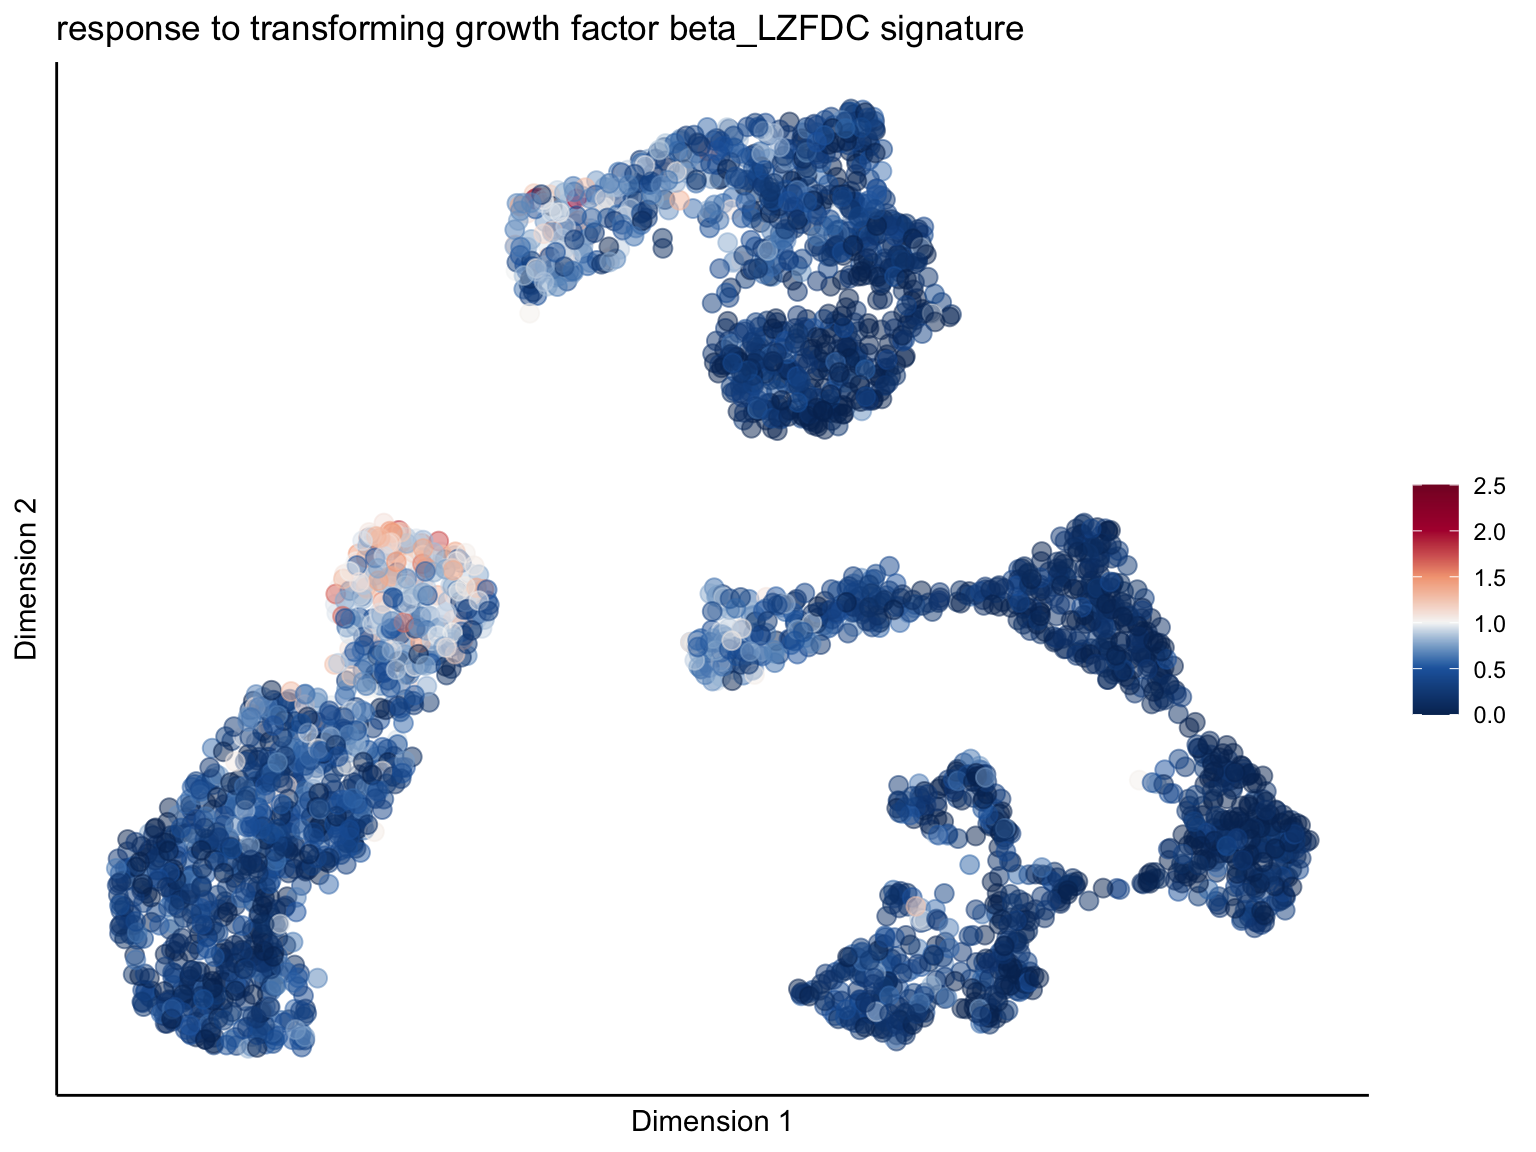 response to transforming growth factor beta_LZFDC signature
Dimension 2
2.5
2.0
1.5
1.0
0.5
0.0
Dimension 1